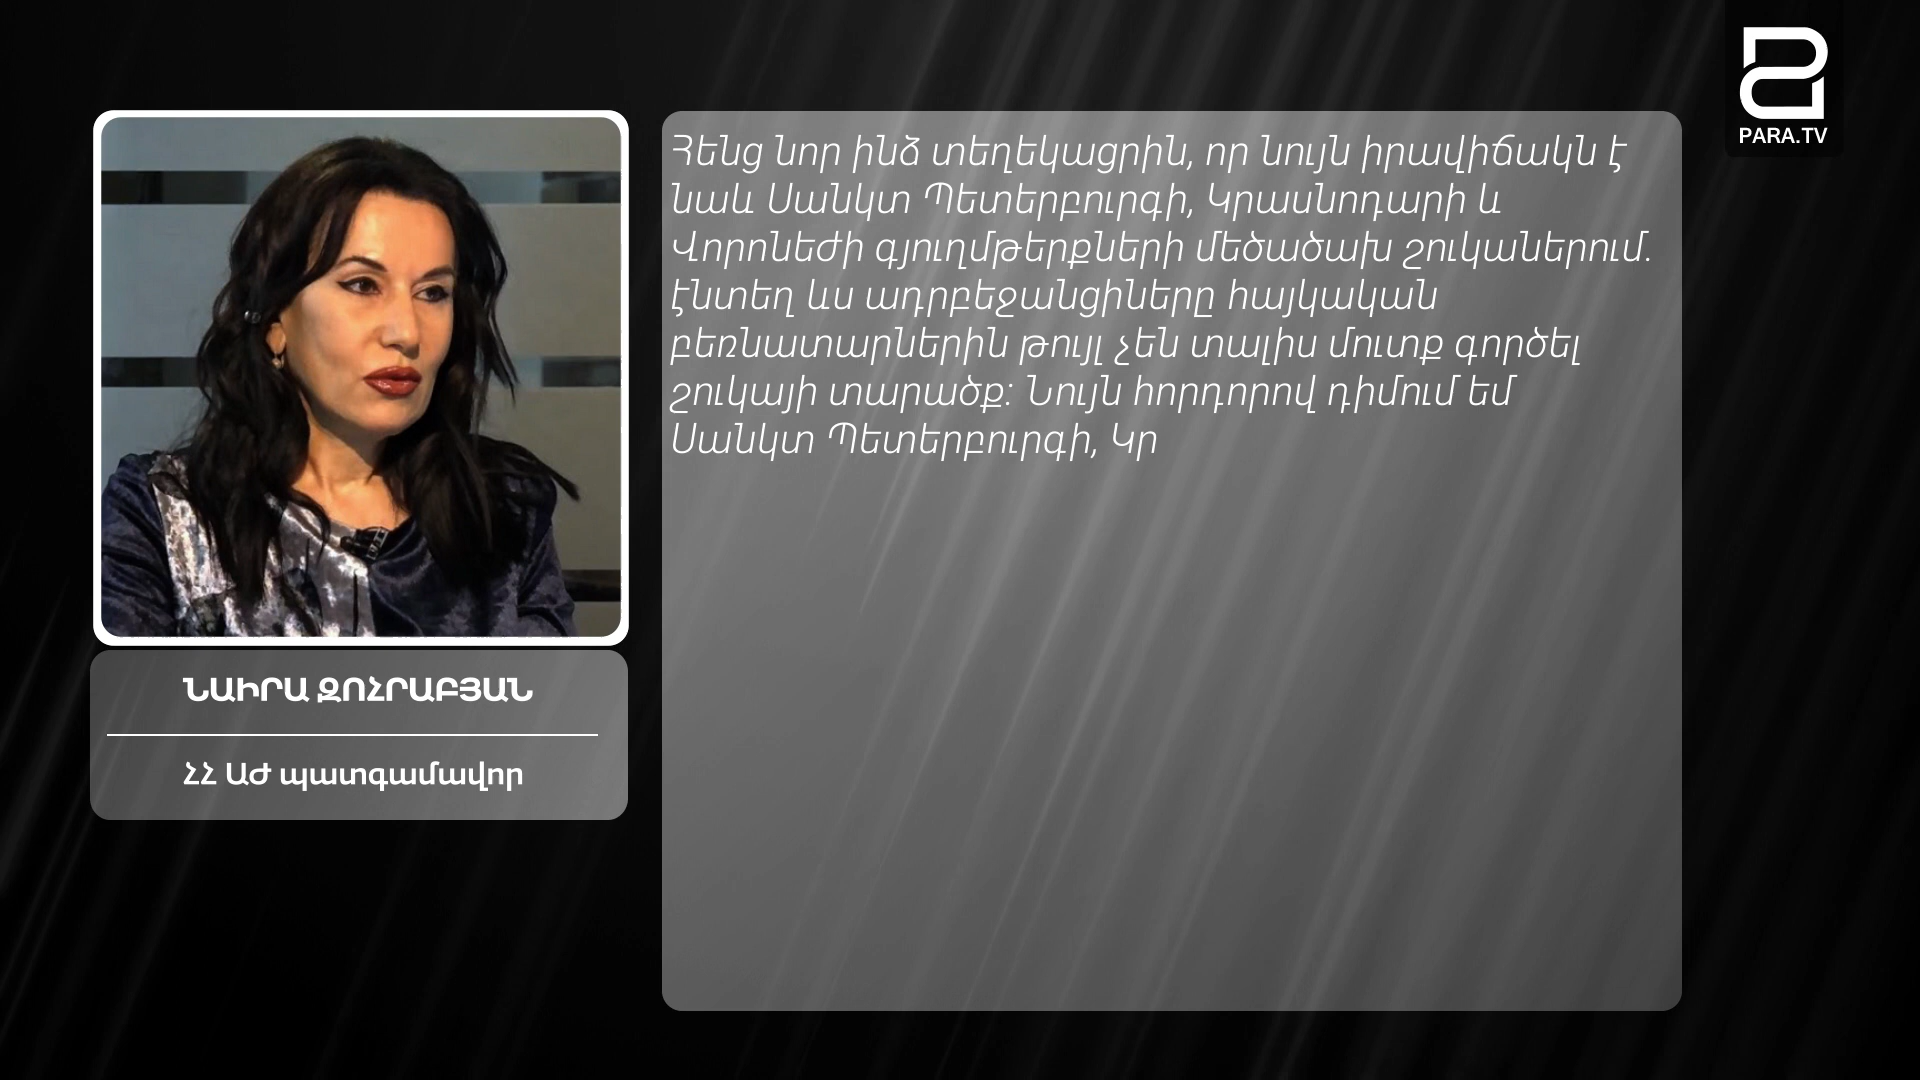 PARA.TV
Հենց նոր ինձ տեղեկացրին, որ նույն իրավիճակն է
նաև Սանկտ Պետերբուրգի, Կրասնոդարի և
Վորոնեժի գյուղմթերքների մեծածախ շուկաներում.
էնտեղ ևս ադրբեջանցիները հայկական
բեռնատարներին թույլ չեն տալիս մուտք գործել
շուկայի տարածք: Նույն հորդորով դիմում եմ
Սանկտ Պետերբուրգի, Կր
ՆԱԻՐԱ ԶՈՀՐԱԲՅԱՆ
ՀՀ ԱԺ պատգամավոր